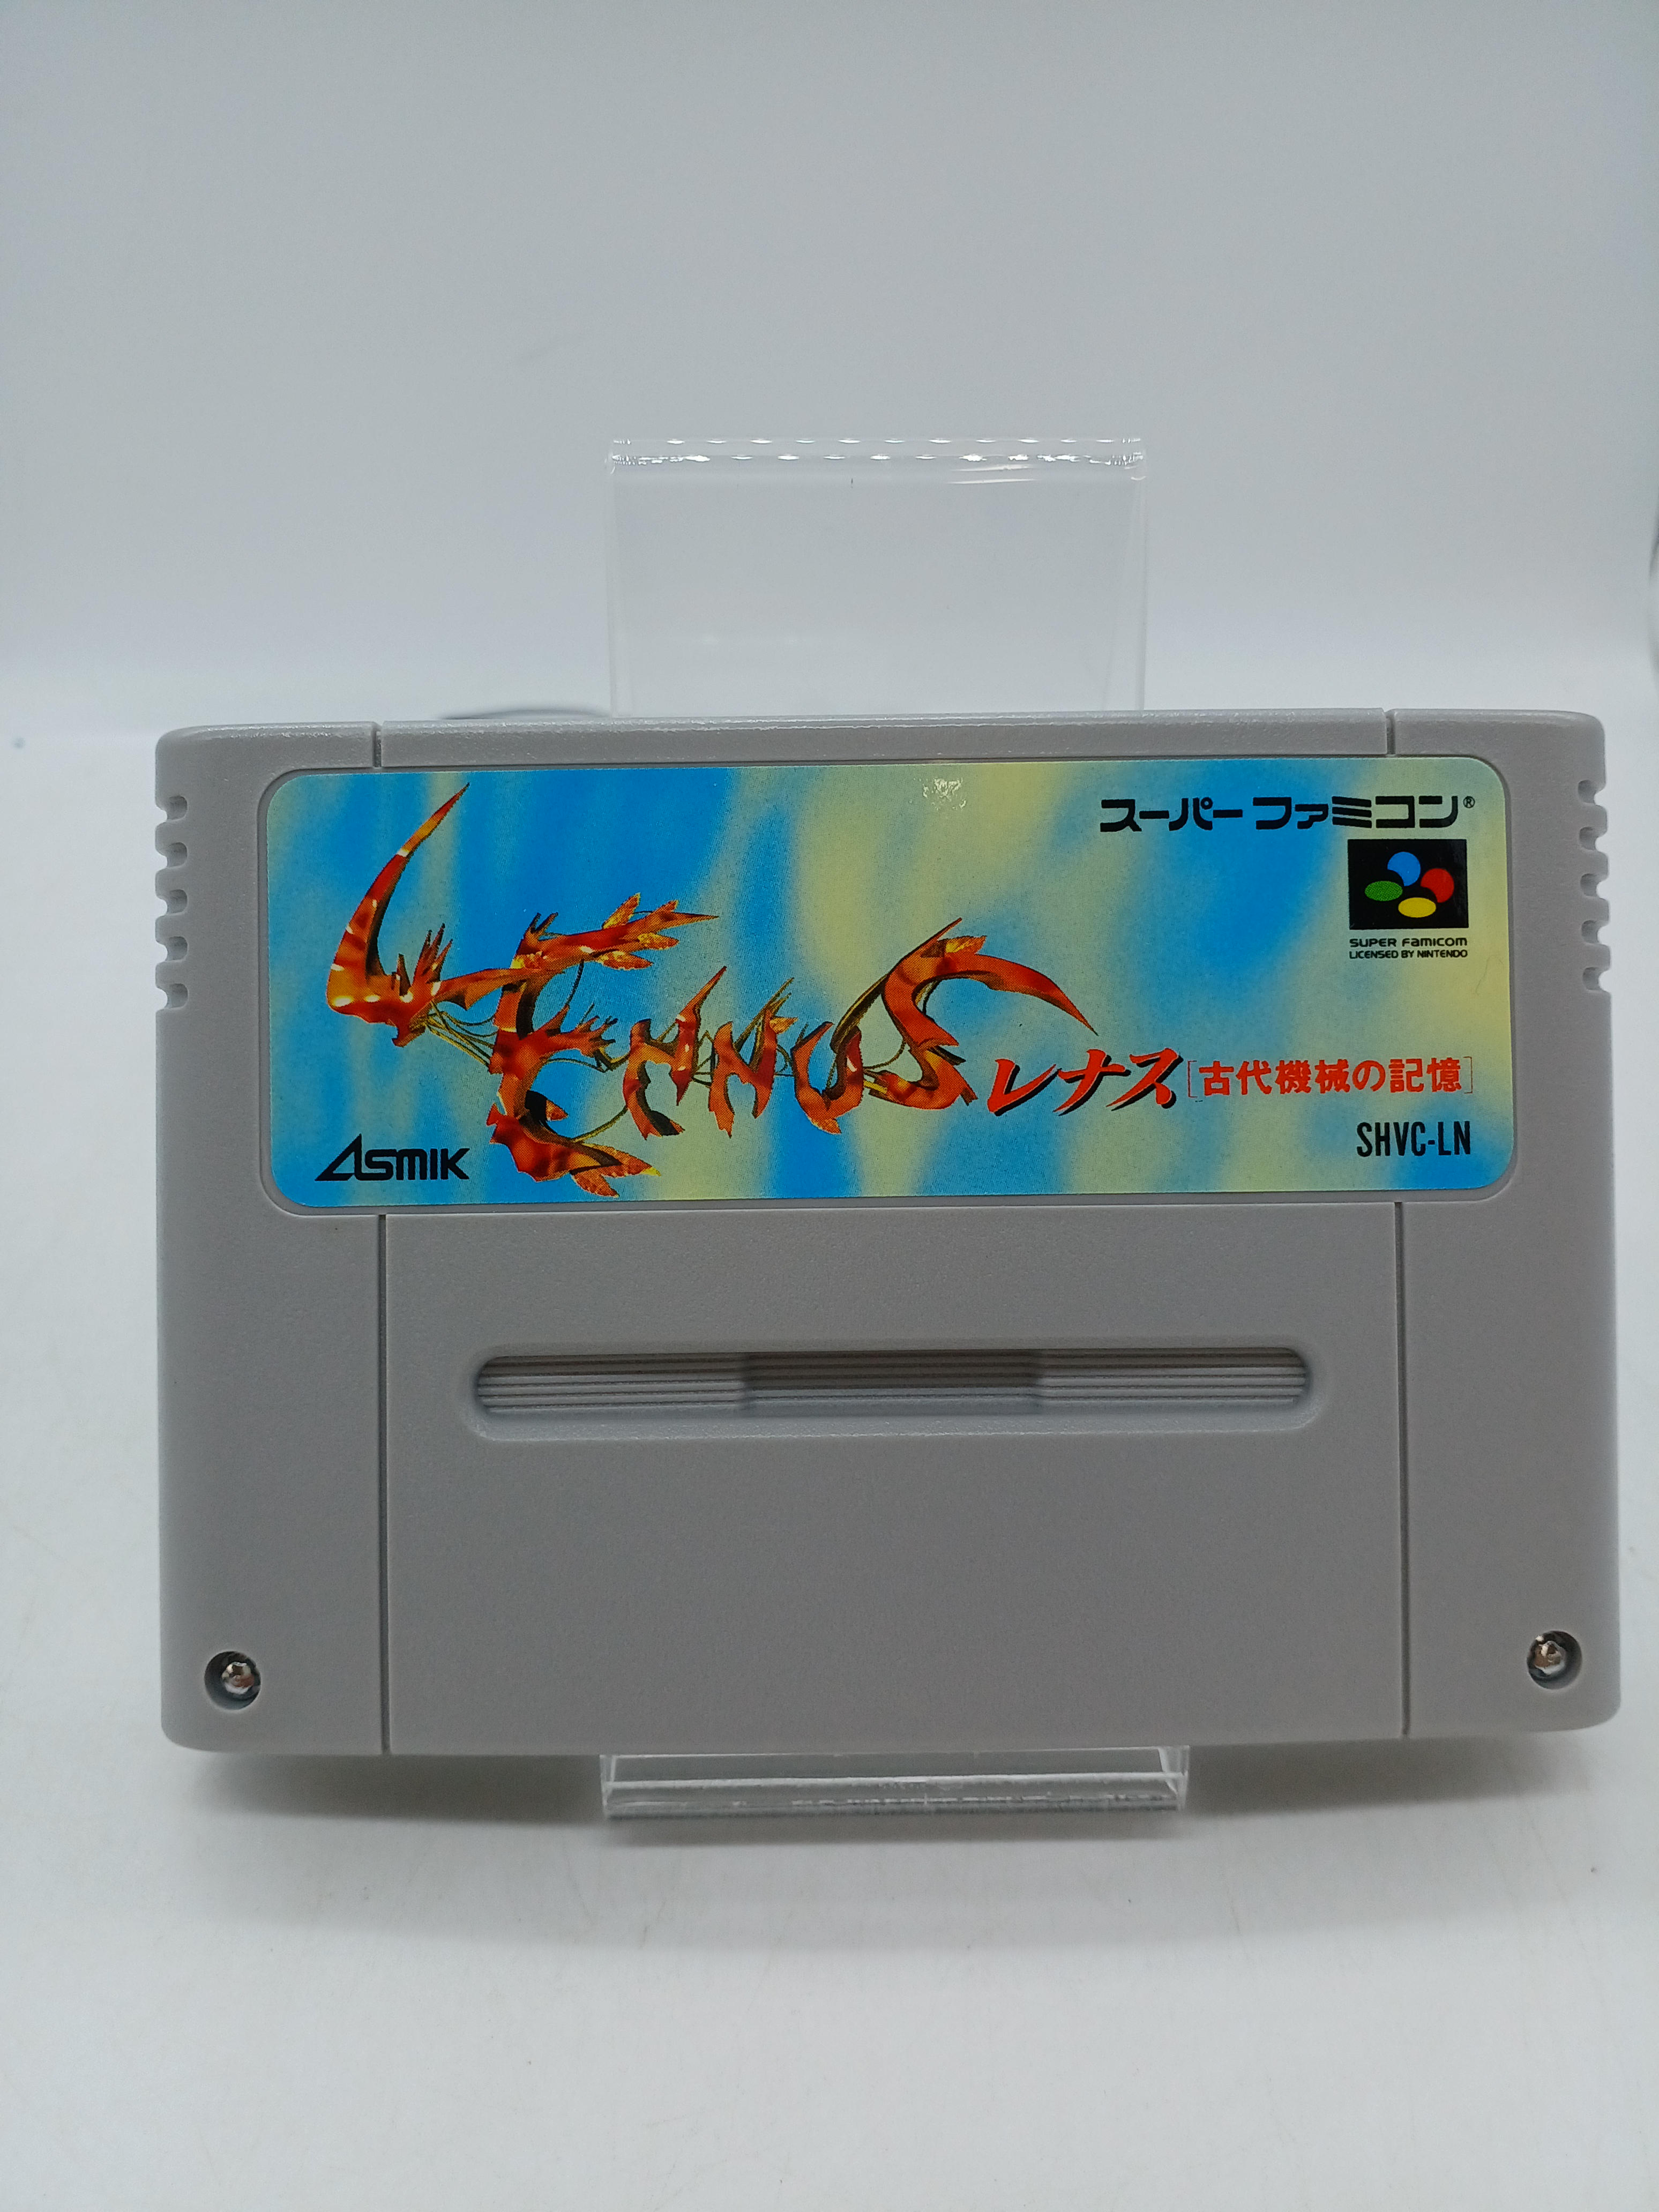 スーパーファミコン®
SUPER FAMICOM
LICENSED BY NINTENDO
LENNUS
レナス[古代機械の記憶]
SHVC-LN
ASMIK